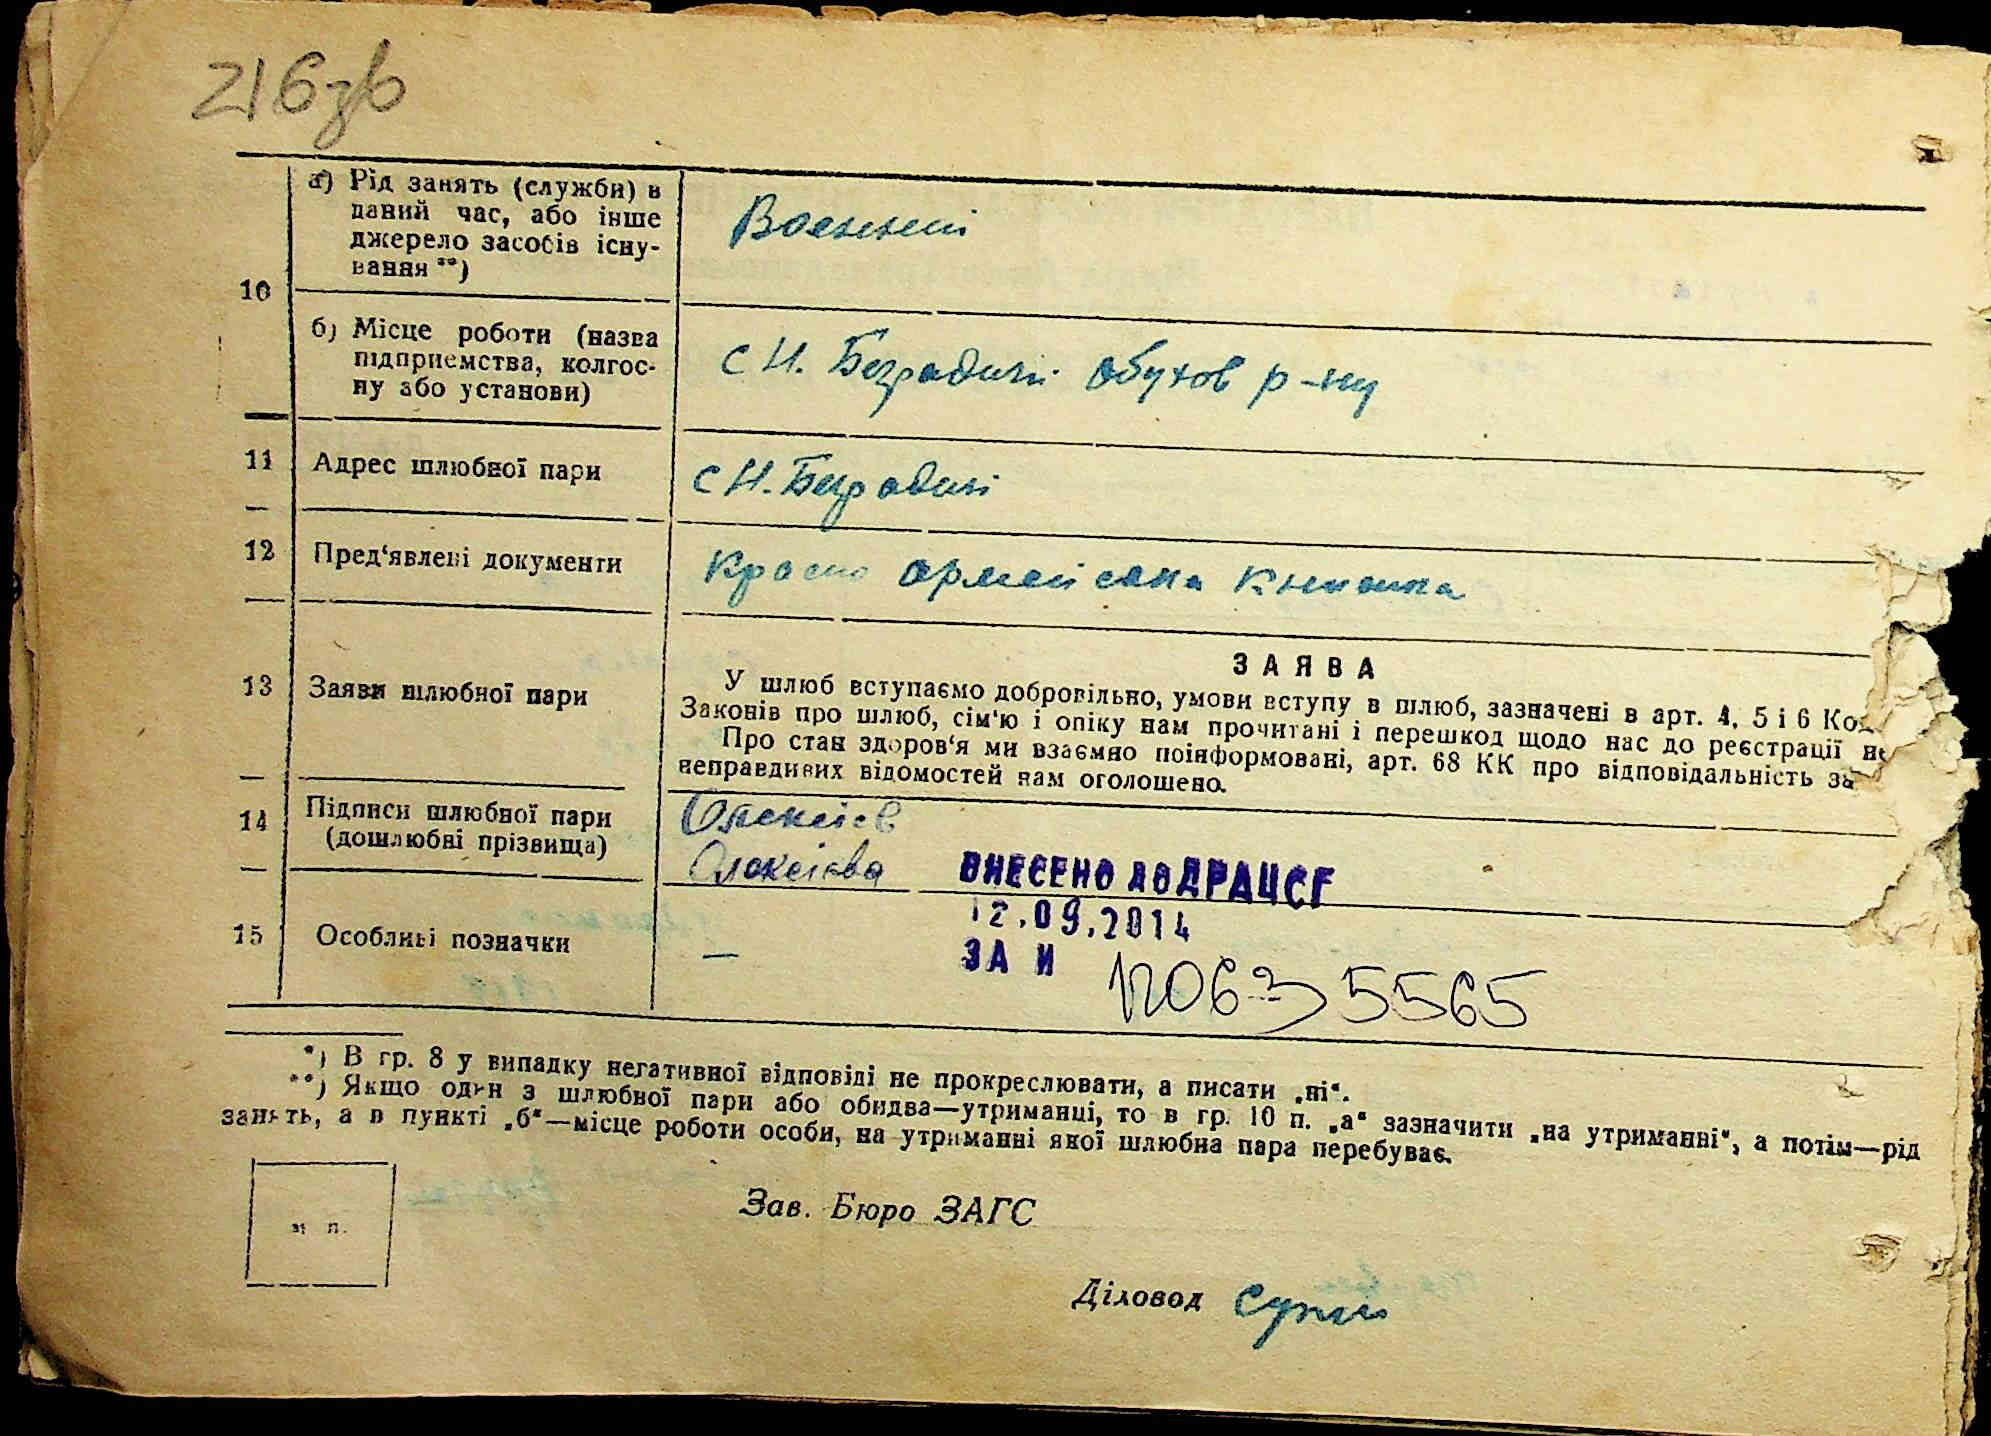 216зв
10
а) Рід занять (служби) в
даний час, або інше
джерело засобів існу-
вання **)
Военний
б) Місце роботи (назва
підприємства, колгос-
пу або установи)
с Н. Безрадичі Обухов р-ну
11 Адрес шлюбної пари
с Н. Безрадичі
12 Пред‘явлені документи
Красно армейська книжка
13 Заяви шлюбної пари
ЗАЯВА
У шлюб вступаємо добровільно, умови вступу в шлюб, зазначені в арт. 4, 5 і 6 Ко
Законів про шлюб, сім‘ю і опіку нам прочитані і перешкод щодо нас до реєстрації не
Про стан здоров‘я ми взаємно поінформовані, арт. 68 КК про відповідальність за
неправдивих відомостей нам оголошено.
14 Підписи шлюбної пари
(дошлюбні прізвища)
Олексієв
Олексієва
ВНЕСЕНО ДО ДРАЦСГ
12.09.2014
ЗА N
00635565
15 Особливі позначки
—
*) В гр. 8 у випадку негативної відповіді не прокреслювати, а писати „ні“.
**) Якщо один з шлюбної пари або обидва—утриманці, то в гр. 10 п. „а“ зазначити „на утриманні“, а потім—рід
занять, а в пункті „б“—місце роботи особи, на утриманні якої шлюбна пара перебуває.
м п.
Зав. Бюро ЗАГС
Діловод